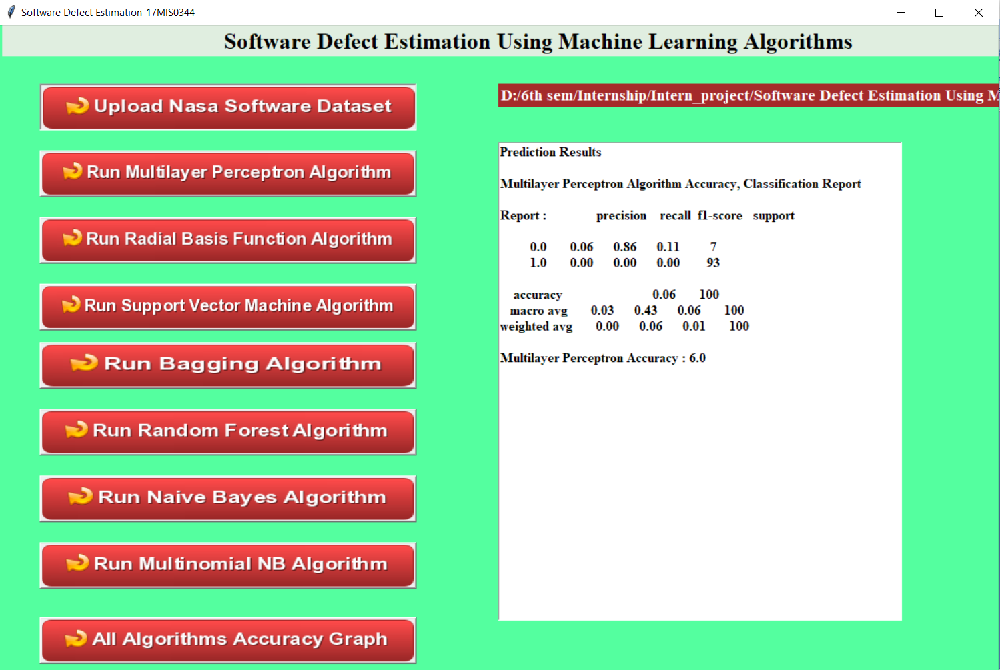 Software Defect Estimation-17MIS0344
Software Defect Estimation Using Machine Learning Algorithms
Upload Nasa Software Dataset
Run Multilayer Perceptron Algorithm
Run Radial Basis Function Algorithm
Run Support Vector Machine Algorithm
Run Bagging Algorithm
Run Random Forest Algorithm
Run Naive Bayes Algorithm
Run Multinomial NB Algorithm
All Algorithms Accuracy Graph
D:/6th sem/Internship/Intern_project/Software Defect Estimation Using M
Prediction Results
Multilayer Perceptron Algorithm Accuracy, Classification Report
Report : precision recall f1-score support
0.0 0.06 0.86 0.11 7
1.0 0.00 0.00 0.00 93
accuracy 0.06 100
macro avg 0.03 0.43 0.06 100
weighted avg 0.00 0.06 0.01 100
Multilayer Perceptron Accuracy : 6.0